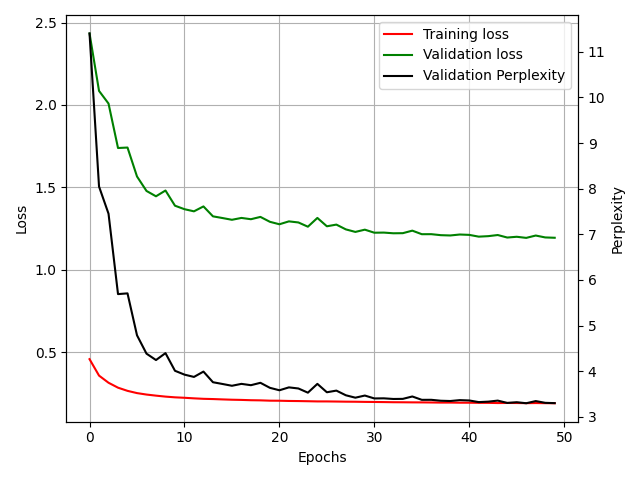 Training loss
Validation loss
Validation Perplexity
2.5
2.0
1.5
1.0
0.5
Loss
11
10
9
8
7
6
5
4
3
Perplexity
0 10 20 30 40 50
Epochs